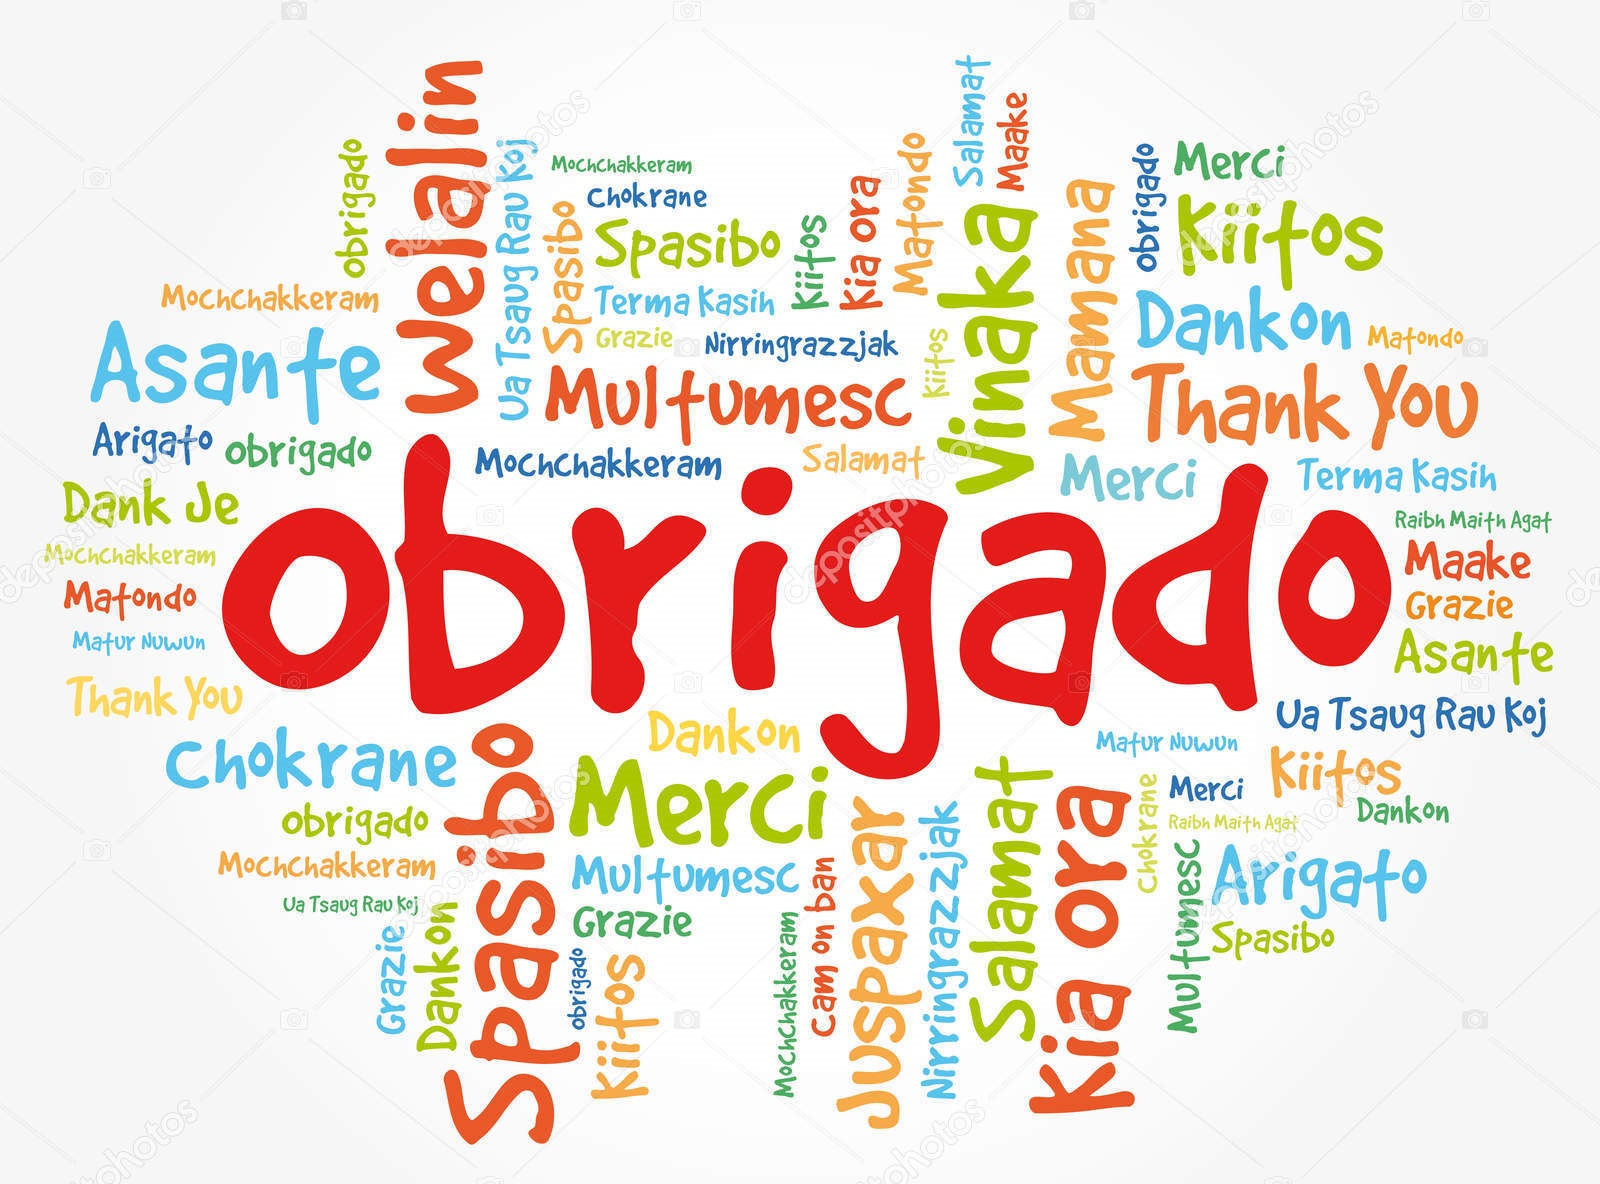 Welalin
Salamat
Maake
obrigado
Ua Tsaug Rau Koj
Mochchakkeram
Chokrane
Spasibo
Spasibo
Kiitos
Kia ora
Matondo
Vinaka
Mamana
obrigado
Merci
Kiitos
Mochchakkeram
Terma Kasih
Grazie
Nirringrazzjak
Kiitos
Dankon
Matondo
Asante
Multumesc
Thank You
Arigato
obrigado
Mochchakkeram
Salamat
Merci
Terma Kasih
Dank Je
obrigado
Raibh Maith Agat
Mochchakkeram
Maake
Matondo
Grazie
Matur Nuwun
Asante
Thank You
Ua Tsaug Rau Koj
Chokrane
Spasibo
Dankon
Matur Nuwun
Merci
Salamat
Kia ora
Chokrane
Merci
Kiitos
Dankon
obrigado
Raibh Maith Agat
Mochchakkeram
Multumesc
Cam on ban
Juspaxar
Nirringrazzjak
Multumesc
Arigato
Ua Tsaug Rau Koj
Grazie
Dankon
Grazie
obrigado
Kiitos
Mochchakkeram
Spasibo